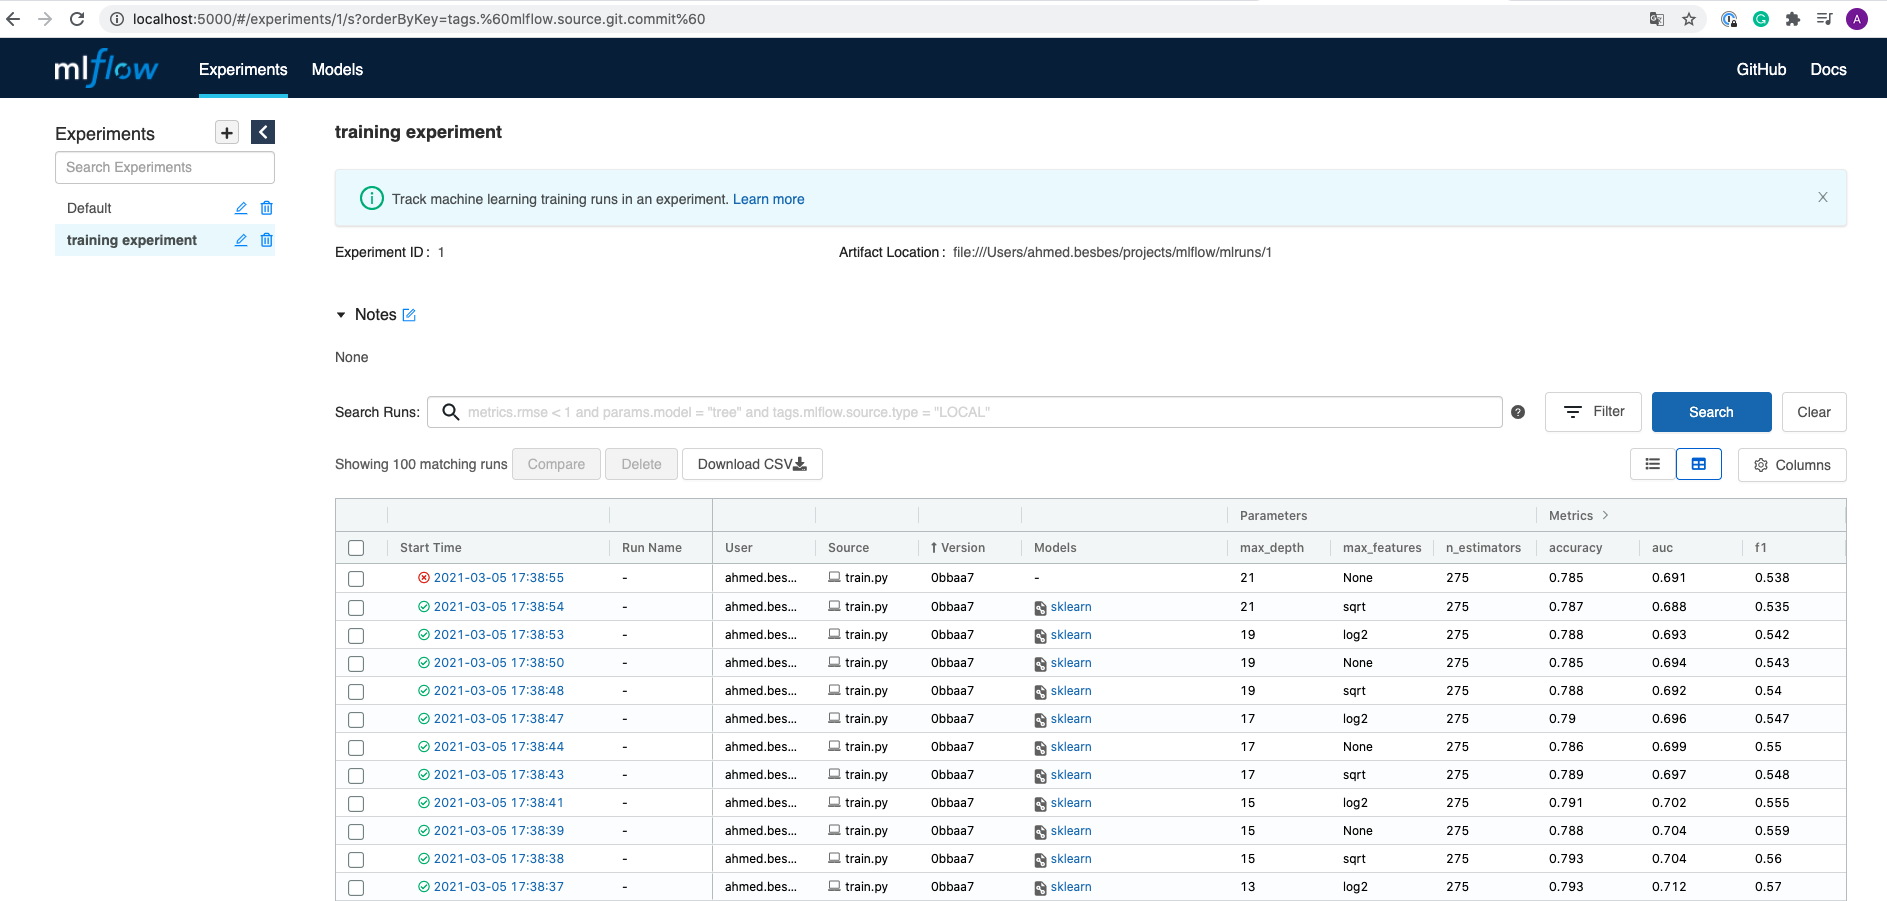 localhost:5000/#/experiments/1/s?orderByKey=tags.%60mlflow.source.git.commit%60
A
mlflow Experiments Models GitHub Docs
Experiments
Search Experiments
Default
training experiment
training experiment
Track machine learning training runs in an experiment. Learn more
Experiment ID : 1 Artifact Location : file:///Users/ahmed.besbes/projects/mlflow/mlruns/1
Notes
None
Search Runs: metrics.rmse < 1 and params.model = "tree" and tags.mlflow.source.type = "LOCAL" ? Filter Search Clear
Showing 100 matching runs Compare Delete Download CSV Columns
Parameters Metrics >
Start Time Run Name User Source ↑ Version Models max_depth max_features n_estimators accuracy auc f1
2021-03-05 17:38:55 - ahmed.bes... train.py 0bbaa7 - 21 None 275 0.785 0.691 0.538
2021-03-05 17:38:54 - ahmed.bes... train.py 0bbaa7 sklearn 21 sqrt 275 0.787 0.688 0.535
2021-03-05 17:38:53 - ahmed.bes... train.py 0bbaa7 sklearn 19 log2 275 0.788 0.693 0.542
2021-03-05 17:38:50 - ahmed.bes... train.py 0bbaa7 sklearn 19 None 275 0.785 0.694 0.543
2021-03-05 17:38:48 - ahmed.bes... train.py 0bbaa7 sklearn 19 sqrt 275 0.788 0.692 0.54
2021-03-05 17:38:47 - ahmed.bes... train.py 0bbaa7 sklearn 17 log2 275 0.79 0.696 0.547
2021-03-05 17:38:44 - ahmed.bes... train.py 0bbaa7 sklearn 17 None 275 0.786 0.699 0.55
2021-03-05 17:38:43 - ahmed.bes... train.py 0bbaa7 sklearn 17 sqrt 275 0.789 0.697 0.548
2021-03-05 17:38:41 - ahmed.bes... train.py 0bbaa7 sklearn 15 log2 275 0.791 0.702 0.555
2021-03-05 17:38:39 - ahmed.bes... train.py 0bbaa7 sklearn 15 None 275 0.788 0.704 0.559
2021-03-05 17:38:38 - ahmed.bes... train.py 0bbaa7 sklearn 15 sqrt 275 0.793 0.704 0.56
2021-03-05 17:38:37 - ahmed.bes... train.py 0bbaa7 sklearn 13 log2 275 0.793 0.712 0.57